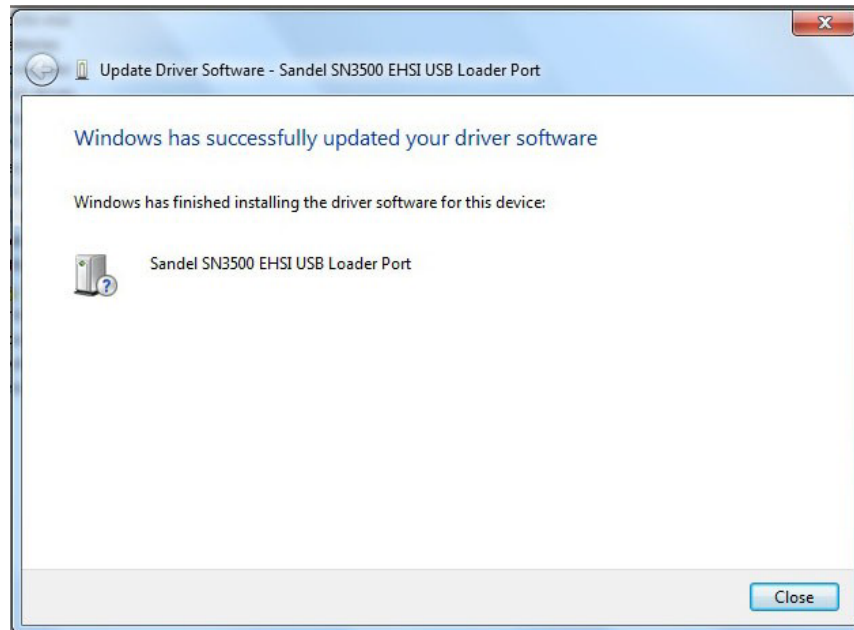 Update Driver Software - Sandel SN3500 EHSI USB Loader Port
Windows has successfully updated your driver software
Windows has finished installing the driver software for this device:
Sandel SN3500 EHSI USB Loader Port
Close